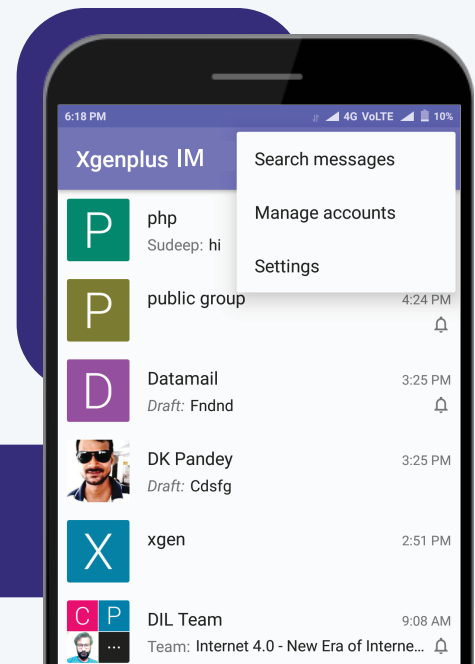 6:18 PM 4G VoLTE 10%
Xgenplus IM
Search messages
Manage accounts
Settings
P
php
Sudeep: hi
P
public group
4:24 PM
D
Datamail 3:25 PM
Draft: Fndnd
DK Pandey 3:25 PM
Draft: Cdsfg
X
xgen 2:51 PM
C P
DIL Team 9:08 AM
...
Team: Internet 4.0 - New Era of Interne...